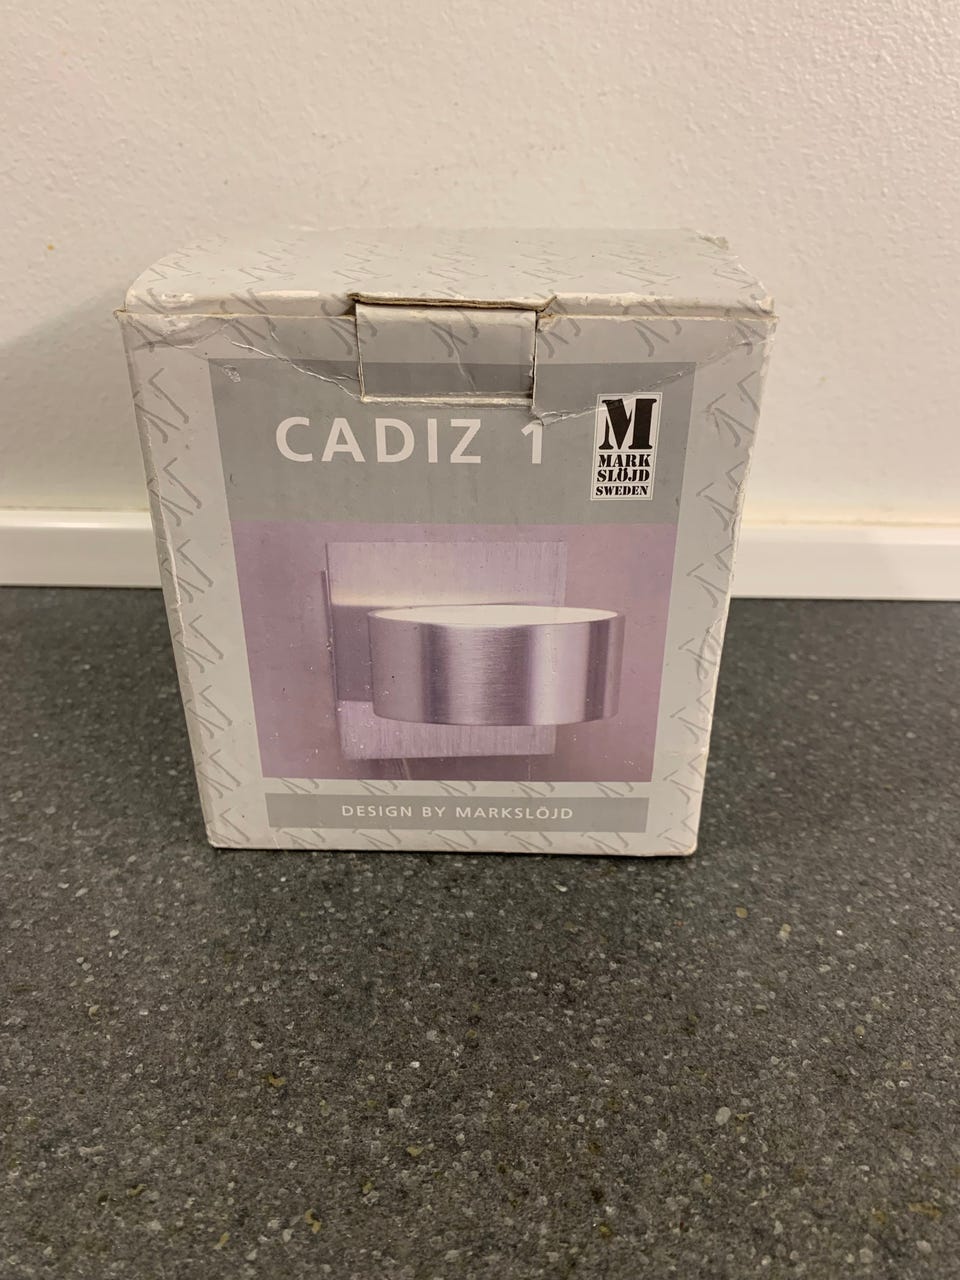 CADIZ 1
M
MARK
SLÖJD
SWEDEN
DESIGN BY MARKSLÖJD